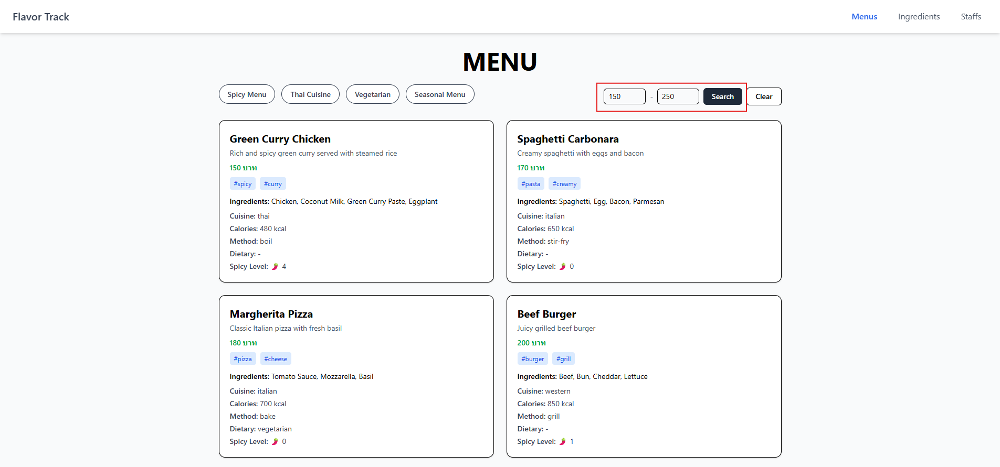 Flavor Track
Menus Ingredients Staffs
MENU
Spicy Menu Thai Cuisine Vegetarian Seasonal Menu
150 - 250 Search Clear
Green Curry Chicken
Rich and spicy green curry served with steamed rice
150 บาท
#spicy #curry
Ingredients: Chicken, Coconut Milk, Green Curry Paste, Eggplant
Cuisine: thai
Calories: 480 kcal
Method: boil
Dietary: -
Spicy Level: 🌶️ 4
Spaghetti Carbonara
Creamy spaghetti with eggs and bacon
170 บาท
#pasta #creamy
Ingredients: Spaghetti, Egg, Bacon, Parmesan
Cuisine: italian
Calories: 650 kcal
Method: stir-fry
Dietary: -
Spicy Level: 🌶️ 0
Margherita Pizza
Classic Italian pizza with fresh basil
180 บาท
#pizza #cheese
Ingredients: Tomato Sauce, Mozzarella, Basil
Cuisine: italian
Calories: 700 kcal
Method: bake
Dietary: vegetarian
Spicy Level: 🌶️ 0
Beef Burger
Juicy grilled beef burger
200 บาท
#burger #grill
Ingredients: Beef, Bun, Cheddar, Lettuce
Cuisine: western
Calories: 850 kcal
Method: grill
Dietary: -
Spicy Level: 🌶️ 1